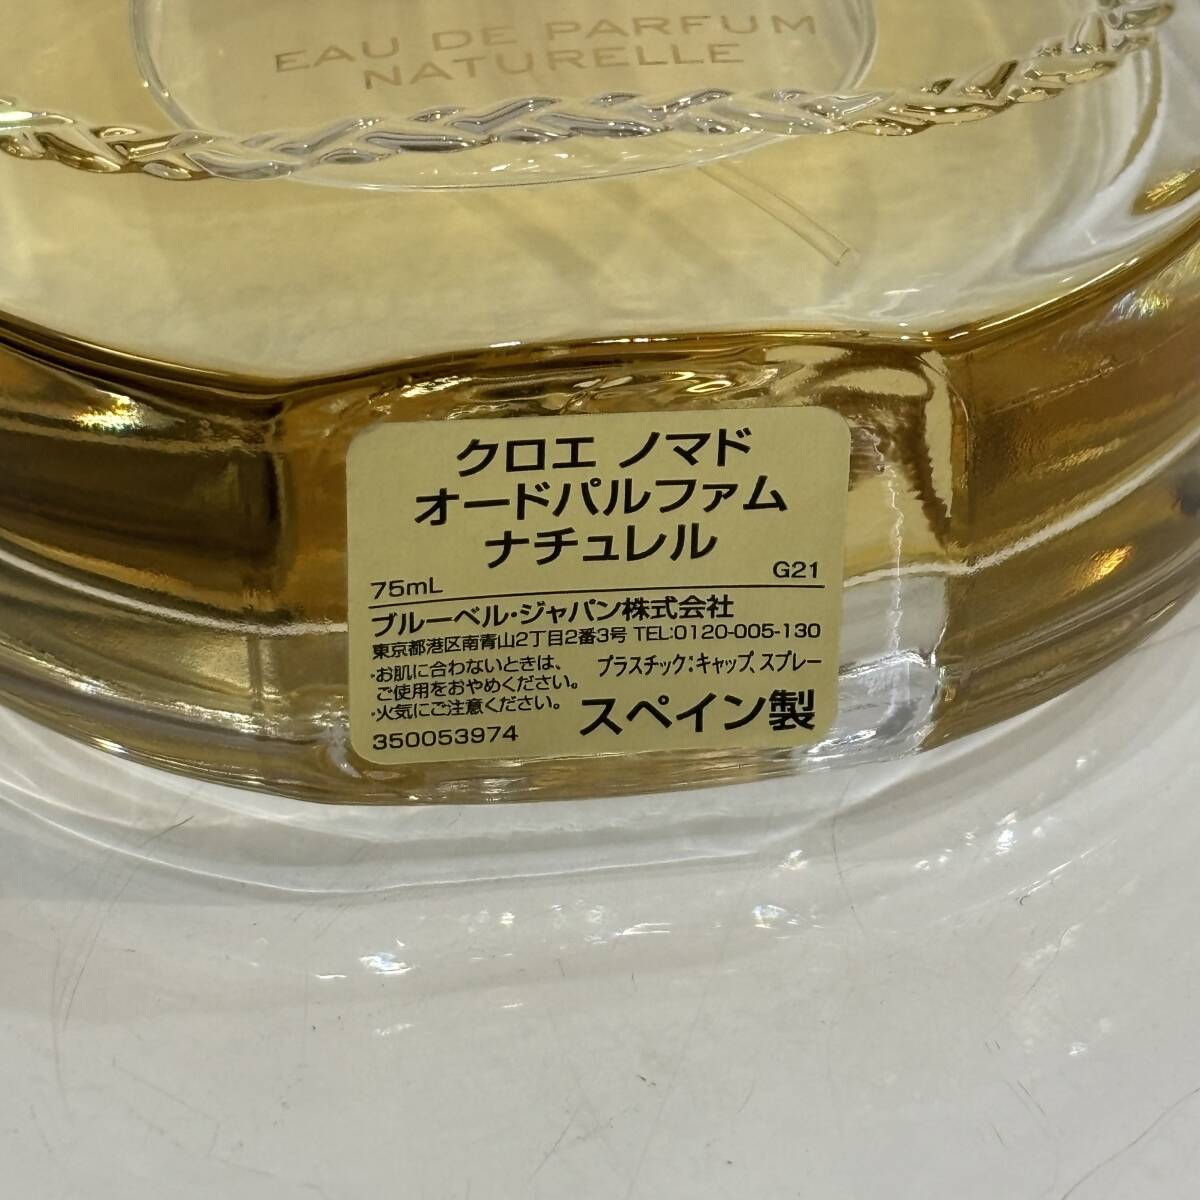 EAU DE PARFUM
NATURELLE
クロエ ノマド
オードパルファム
ナチュレル
75mL G21
ブルーベル・ジャパン株式会社
東京都港区南青山2丁目2番3号 TEL:0120-005-130
・お肌に合わないときは、 プラスチック:キャップ、スプレー
ご使用をおやめください。
・火気にご注意ください。 スペイン製
350053974